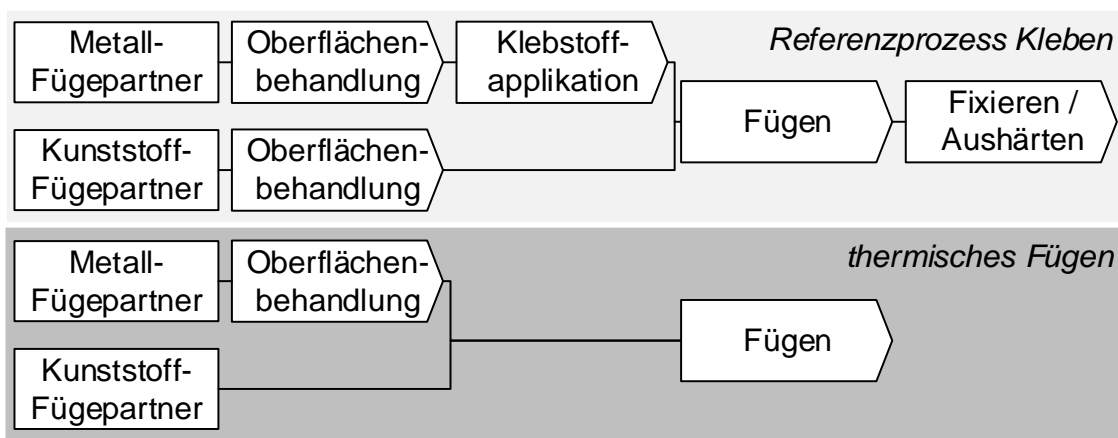 Metall-
Fügepartner
Oberflächen-
behandlung
Klebstoff-
applikation
Referenzprozess Kleben
Fügen
Fixieren /
Aushärten
Kunststoff-
Fügepartner
Oberflächen-
behandlung
Metall-
Fügepartner
Oberflächen-
behandlung
thermisches Fügen
Fügen
Kunststoff-
Fügepartner